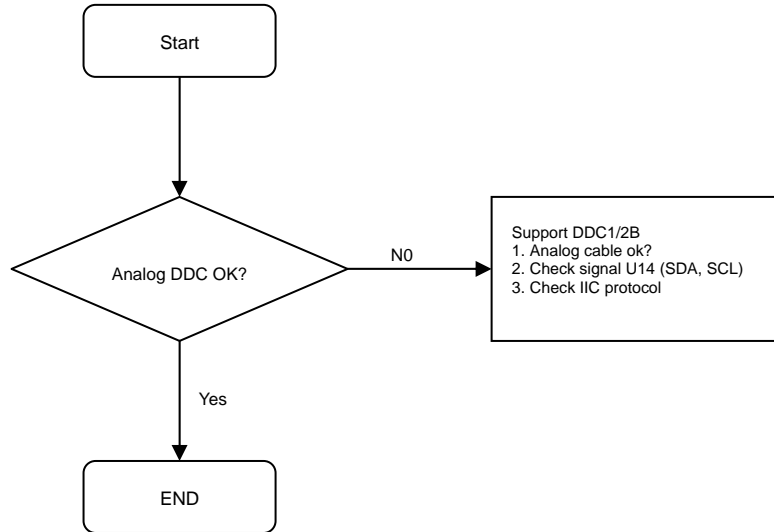 Start
Analog DDC OK?
N0
Support DDC1/2B
1. Analog cable ok?
2. Check signal U14 (SDA, SCL)
3. Check IIC protocol
Yes
END